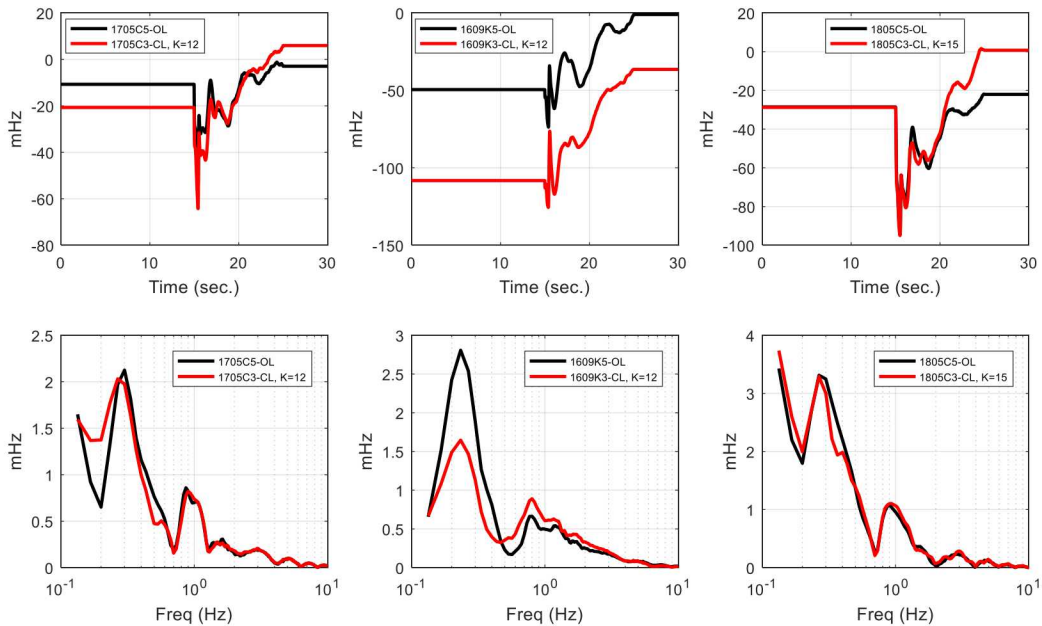 20
0
-20
-40
-60
-80
mHz
0
10
20
30
Time (sec.)
1705C5-OL
1705C3-CL, K=12
0
-50
-100
-150
mHz
0
10
20
30
Time (sec.)
1609K5-OL
1609K3-CL, K=12
20
0
-20
-40
-60
-80
-100
mHz
0
10
20
30
Time (sec.)
1805C5-OL
1805C3-CL, K=15
2.5
2
1.5
1
0.5
0
mHz
10-1
100
101
Freq (Hz)
1705C5-OL
1705C3-CL, K=12
3
2.5
2
1.5
1
0.5
0
mHz
10-1
100
101
Freq (Hz)
1609K5-OL
1609K3-CL, K=12
4
3
2
1
0
mHz
10-1
100
101
Freq (Hz)
1805C5-OL
1805C3-CL, K=15